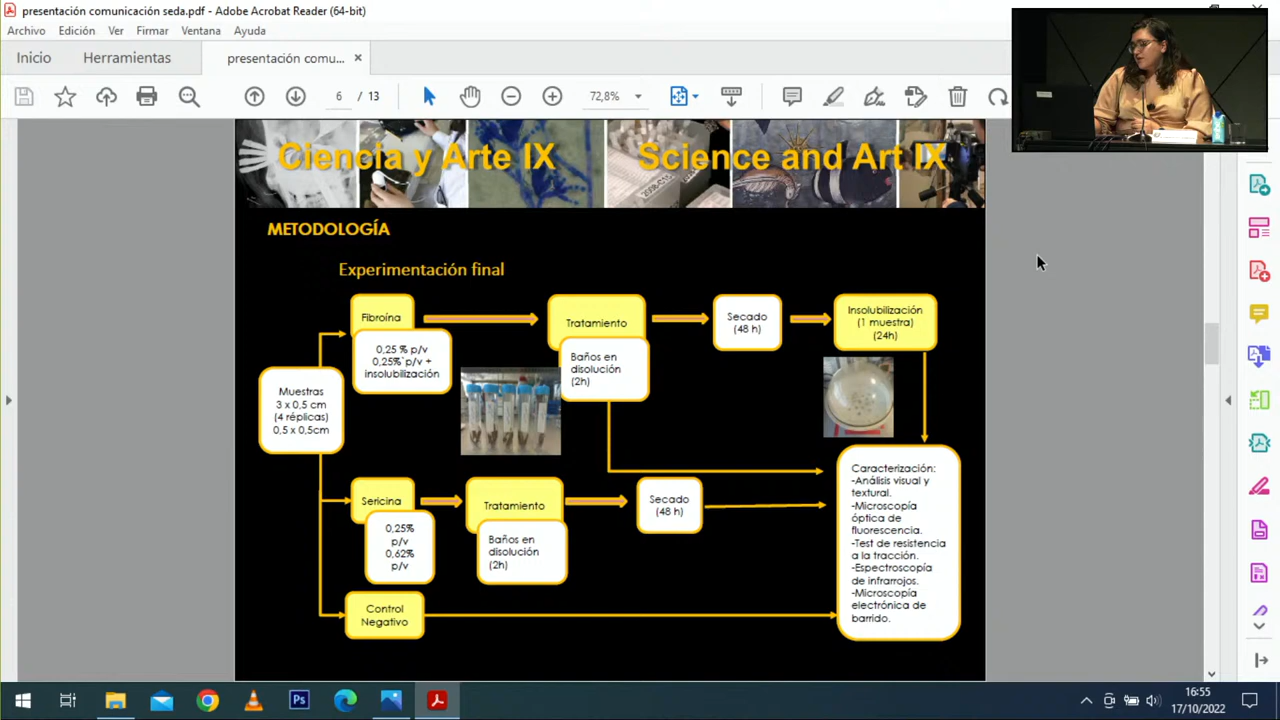 presentación comunicación seda.pdf - Adobe Acrobat Reader (64-bit)
Archivo Edición Ver Firmar Ventana Ayuda
Inicio Herramientas presentación comu... ×
6 / 13 72,8%
Ciencia y Arte IX Science and Art IX
METODOLOGÍA
Experimentación final
Muestras
3 x 0,5 cm
(4 réplicas)
0,5 x 0,5cm
Fibroína
0,25 % p/v
0,25% p/v +
insolubilización
Tratamiento
Baños en
disolución
(2h)
Secado
(48 h)
Insolubilización
(1 muestra)
(24h)
Sericina
0,25%
p/v
0,62%
p/v
Tratamiento
Baños en
disolución
(2h)
Secado
(48 h)
Control
Negativo
Caracterización:
-Análisis visual y
textural.
-Microscopía
óptica de
fluorescencia.
-Test de resistencia
a la tracción.
-Espectroscopía
de infrarrojos.
-Microscopía
electrónica de
barrido.
Ps
16:55
17/10/2022